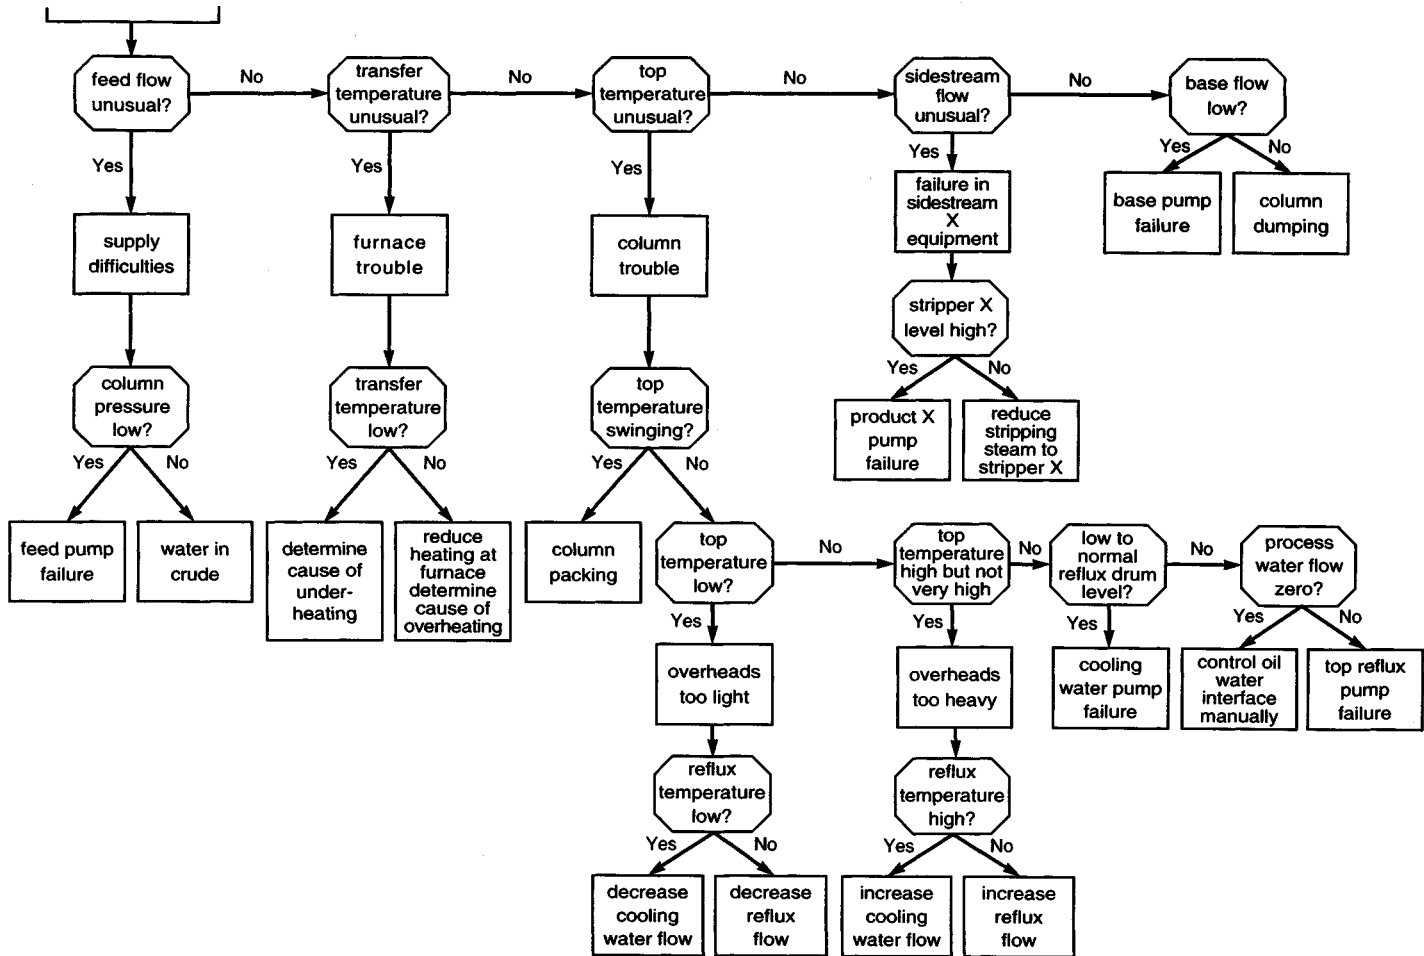 feed flow
unusual?
No
transfer
temperature
unusual?
No
top
temperature
unusual?
No
sidestream
flow
unusual?
No
base flow
low?
Yes
Yes
Yes
Yes
Yes
No
supply
difficulties
furnace
trouble
column
trouble
failure in
sidestream
X
equipment
base pump
failure
column
dumping
stripper X
level high?
Yes
No
product X
pump
failure
reduce
stripping
steam to
stripper X
column
pressure
low?
Yes
No
transfer
temperature
low?
Yes
No
top
temperature
swinging?
Yes
No
feed pump
failure
water in
crude
determine
cause of
under-
heating
reduce
heating at
furnace
determine
cause of
overheating
column
packing
top
temperature
low?
No
top
temperature
high but not
very high
No
low to
normal
reflux drum
level?
No
process
water flow
zero?
Yes
Yes
Yes
Yes
No
overheads
too light
overheads
too heavy
cooling
water pump
failure
control oil
water
interface
manually
top reflux
pump
failure
reflux
temperature
low?
Yes
No
reflux
temperature
high?
Yes
No
decrease
cooling
water flow
decrease
reflux
flow
increase
cooling
water flow
increase
reflux
flow